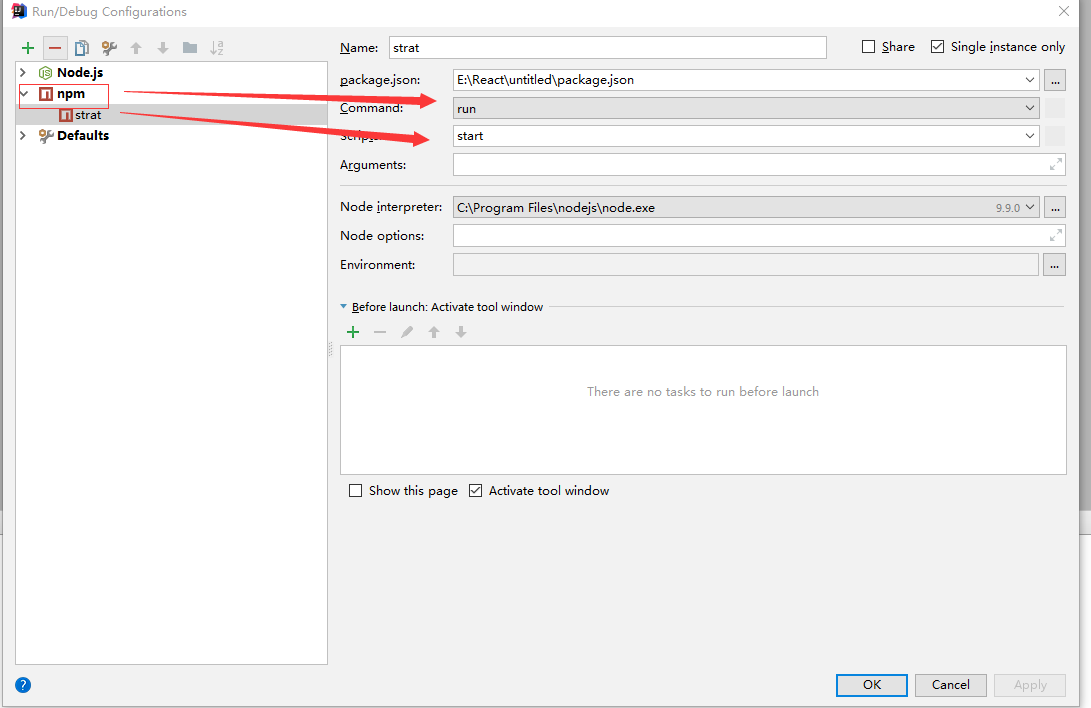 Run/Debug Configurations
Name: strat
Share
Single instance only
Node.js
npm
strat
Defaults
package.json: E:\React\untitled\package.json
Command: run
Scripts: start
Arguments:
Node interpreter: C:\Program Files\nodejs\node.exe 9.9.0
Node options:
Environment:
Before launch: Activate tool window
There are no tasks to run before launch
Show this page
Activate tool window
OK
Cancel
Apply